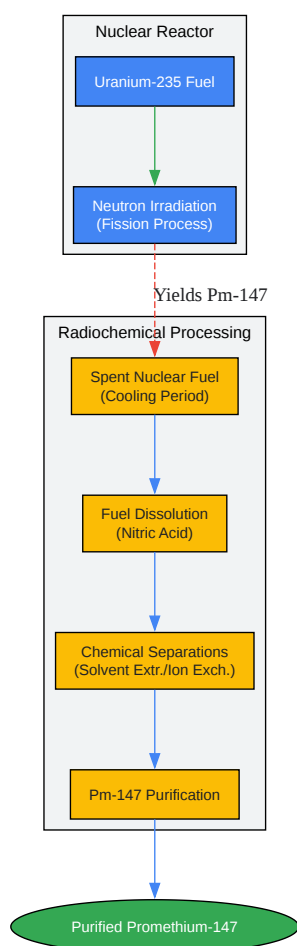 Nuclear Reactor
Uranium-235 Fuel
Neutron Irradiation
(Fission Process)
Yields Pm-147
Radiochemical Processing
Spent Nuclear Fuel
(Cooling Period)
Fuel Dissolution
(Nitric Acid)
Chemical Separations
(Solvent Extr./Ion Exch.)
Pm-147 Purification
Purified Promethium-147